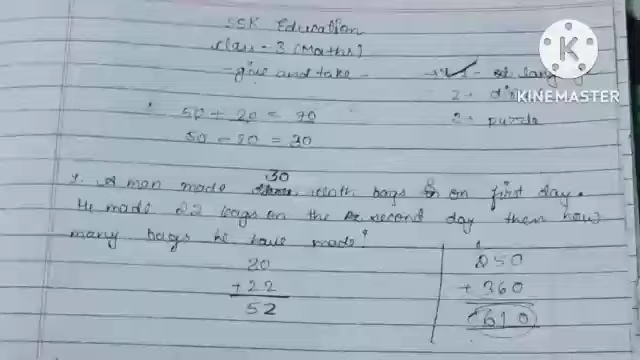 SSK Education
Class - 3 (Maths)
- give and take -
50 + 20 = 70
50 - 20 = 30
2. puzzle
KINEMASTER
1. A man made 30 cloth bags on first day.
He made 22 bags on the second day then how
many bags he have made?
20
+ 22
52
250
+ 360
610